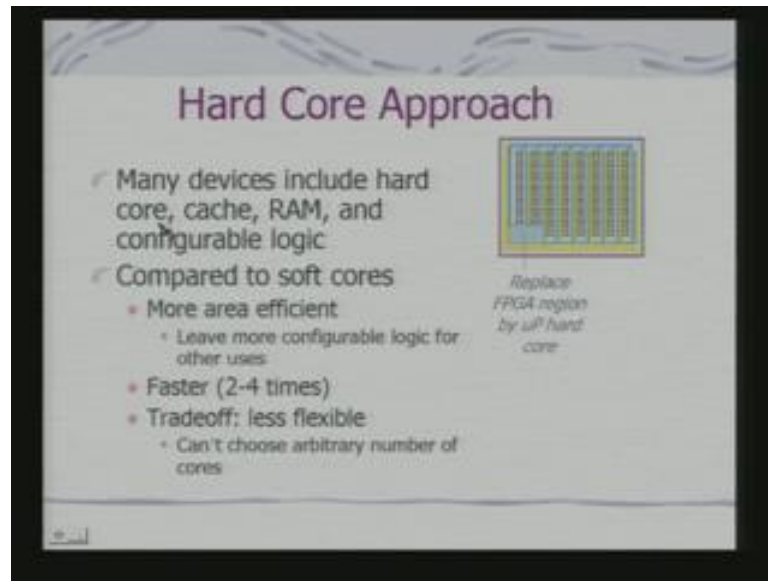 Hard Core Approach
Many devices include hard
core, cache, RAM, and
configurable logic
Compared to soft cores
More area efficient
Leave more configurable logic for
other uses
Faster (2-4 times)
Tradeoff: less flexible
Can't choose arbitrary number of
cores
Replace
FPGA region
by uP hard
core